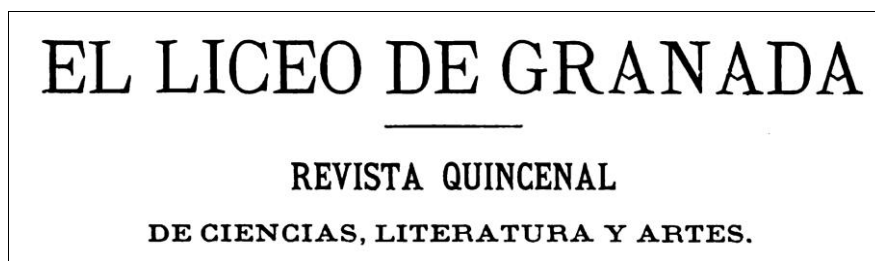 EL LICEO DE GRANADA
REVISTA QUINCENAL
DE CIENCIAS, LITERATURA Y ARTES.